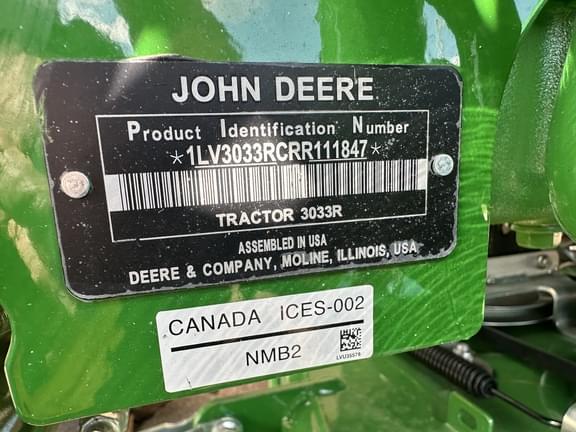 JOHN DEERE
Product Identification Number
*1LV3033RCRR111847*
TRACTOR 3033R
ASSEMBLED IN USA
DEERE & COMPANY, MOLINE, ILLINOIS, USA
CANADA ICES-002
NMB2
LVU35578